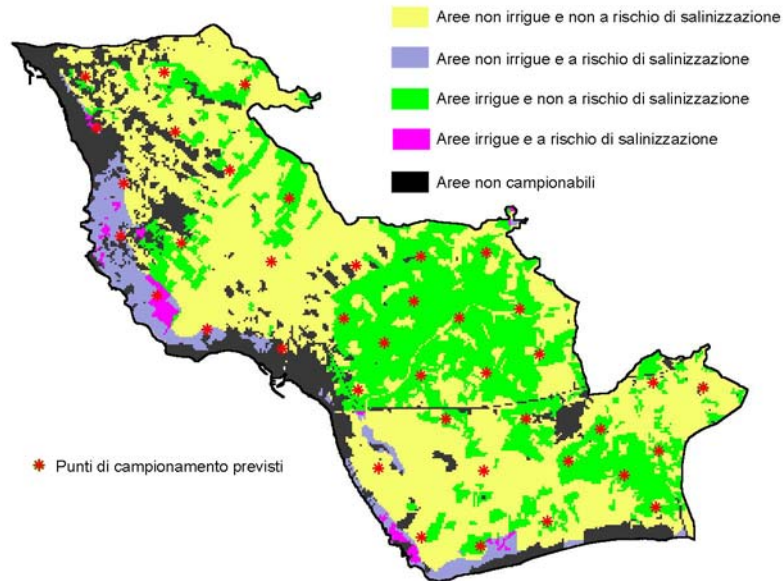 Aree non irrigue e non a rischio di salinizzazione
Aree non irrigue e a rischio di salinizzazione
Aree irrigue e non a rischio di salinizzazione
Aree irrigue e a rischio di salinizzazione
Aree non campionabili
Punti di campionamento previsti